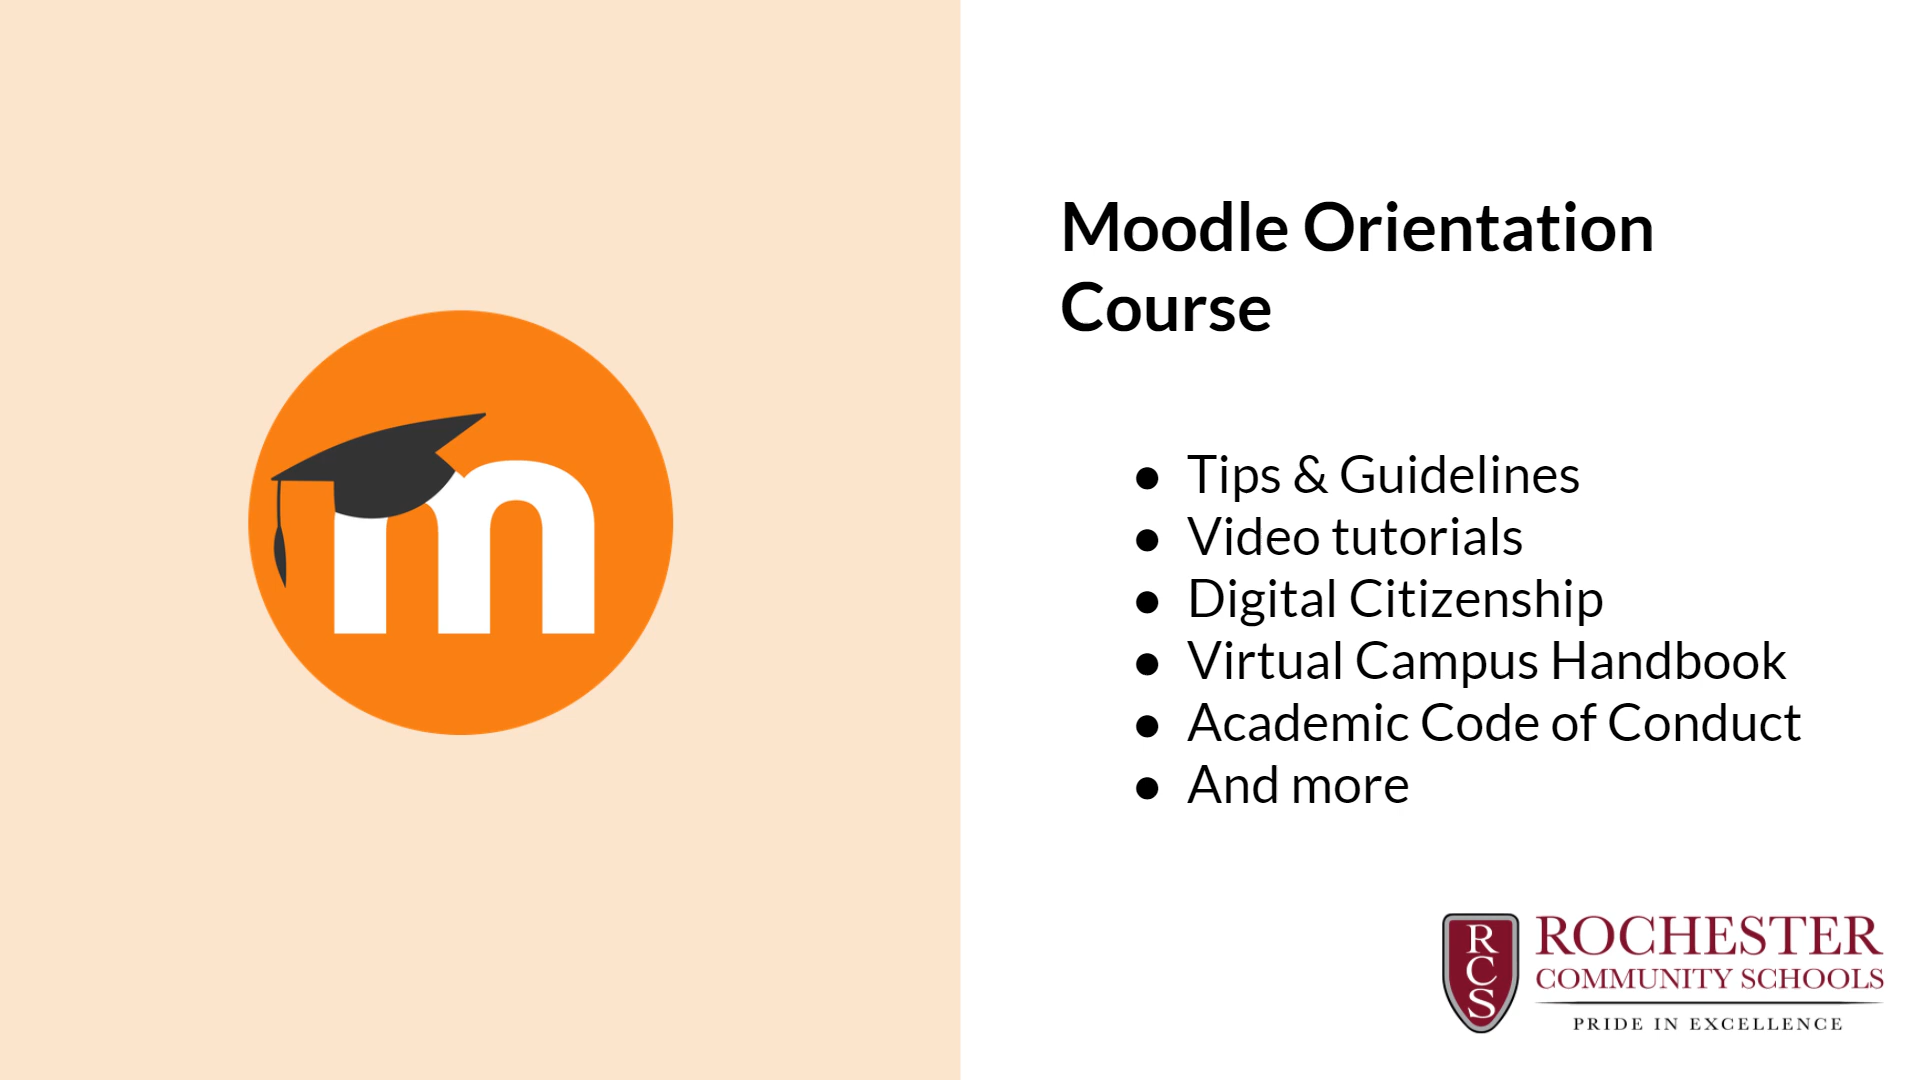 m
Moodle Orientation
Course
● Tips & Guidelines
● Video tutorials
● Digital Citizenship
● Virtual Campus Handbook
● Academic Code of Conduct
● And more
RCS
ROCHESTER
COMMUNITY SCHOOLS
PRIDE IN EXCELLENCE